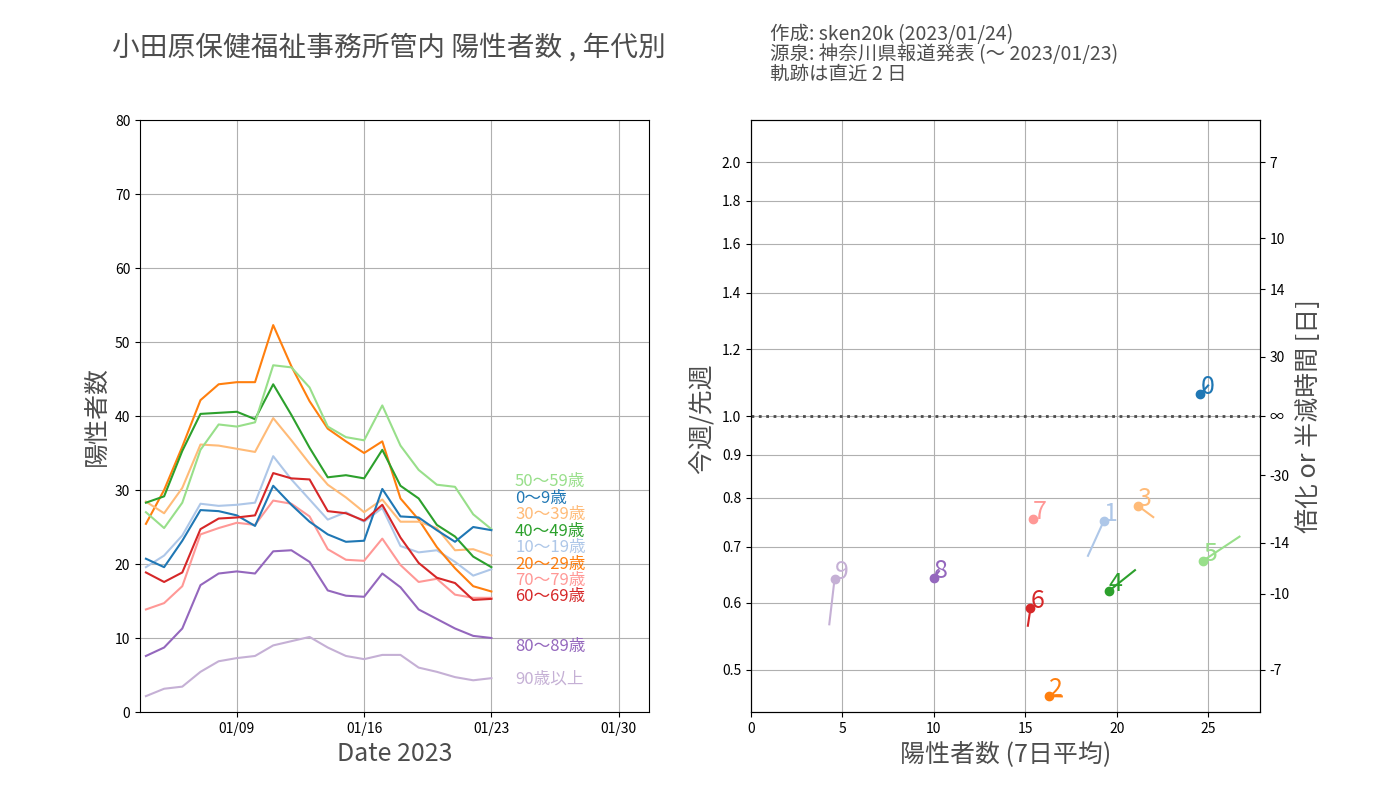 小田原保健福祉事務所管内 陽性者数 , 年代別
作成: sken20k (2023/01/24)
源泉: 神奈川県報道発表 (〜 2023/01/23)
軌跡は直近 2 日
陽性者数
80
70
60
50
40
30
20
10
0
50〜59歳
0〜9歳
30〜39歳
40〜49歳
10〜19歳
20〜29歳
70〜79歳
60〜69歳
80〜89歳
90歳以上
01/09
01/16
01/23
01/30
Date 2023
今週/先週
2.0
1.8
1.6
1.4
1.2
1.0
0.9
0.8
0.7
0.6
0.5
0
3
7
1
5
9
8
4
6
2
0
5
10
15
20
25
陽性者数 (7日平均)
7
10
14
30
∞
-30
-14
-10
-7
倍化 or 半減時間 [日]